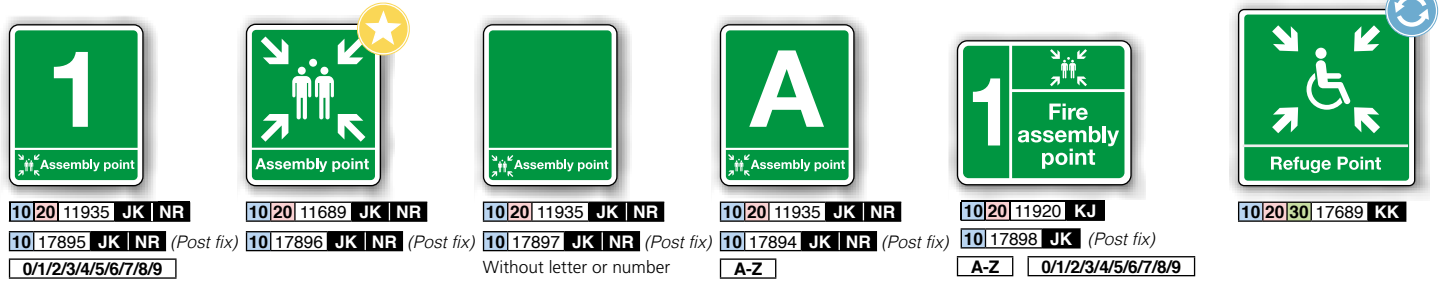 1
Assembly point
10 20 11935 JK NR
10 17895 JK NR (Post fix)
0/1/2/3/4/5/6/7/8/9
Assembly point
10 20 11689 JK NR
10 17896 JK NR (Post fix)
Assembly point
10 20 11935 JK NR
10 17897 JK NR (Post fix)
Without letter or number
A
Assembly point
10 20 11935 JK NR
10 17894 JK NR (Post fix)
A-Z
1
Fire
assembly
point
10 20 11920 KJ
10 17898 JK (Post fix)
A-Z 0/1/2/3/4/5/6/7/8/9
Refuge Point
10 20 30 17689 KK